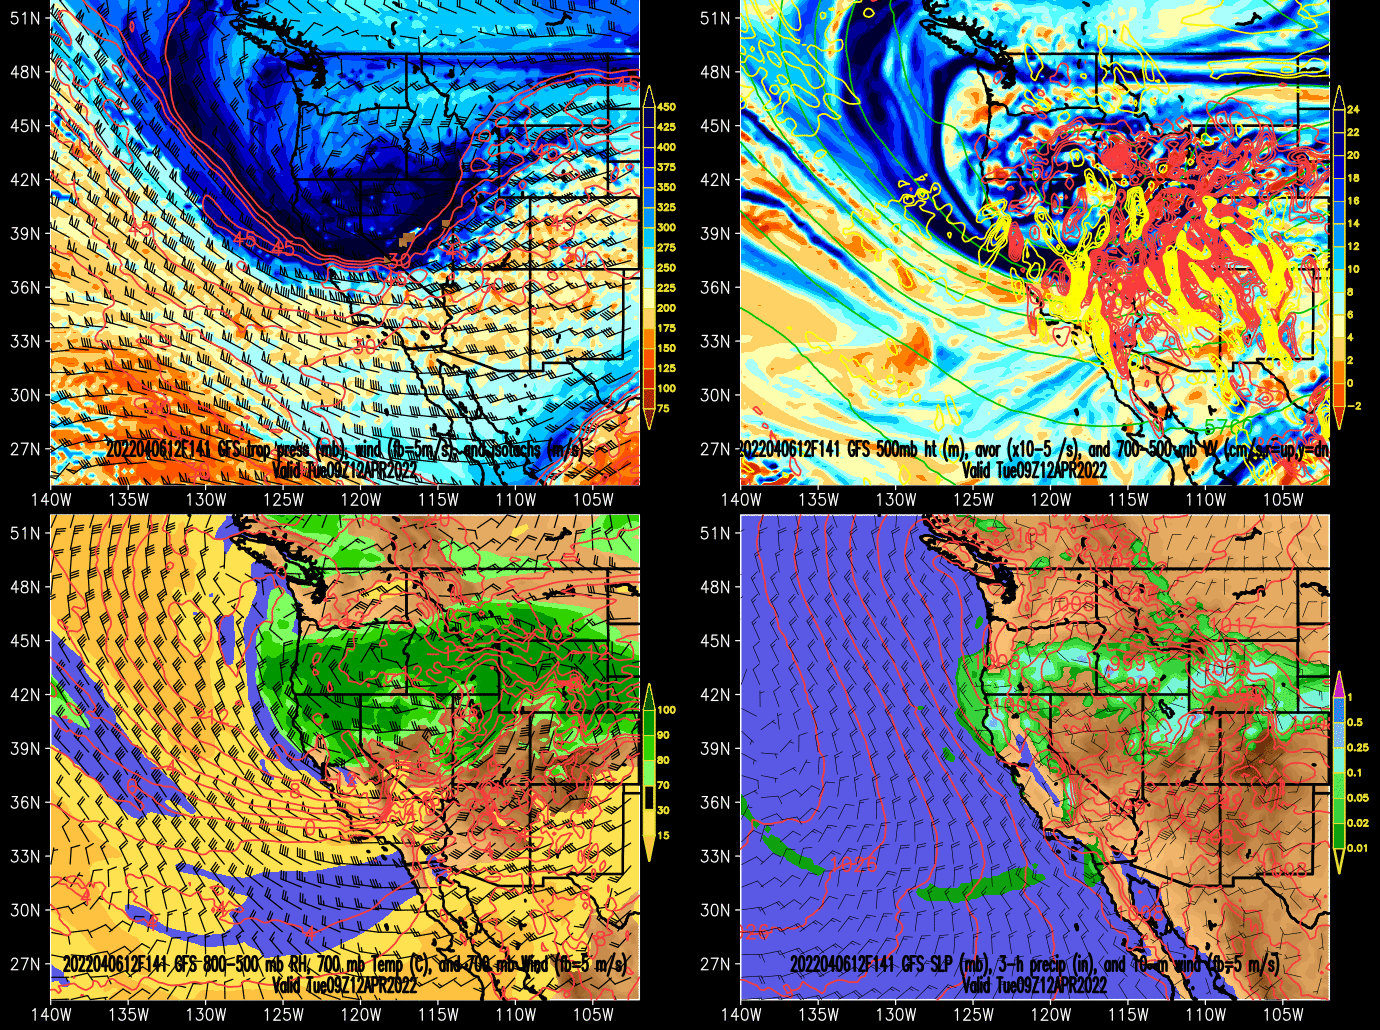 51N
48N
45N
42N
39N
36N
33N
30N
27N
140W 135W 130W 125W 120W 115W 110W 105W
450
425
400
375
350
325
300
275
250
225
200
175
150
125
100
75
45
45
45
45
45
30
50
2022040612F141 GFS trop press (mb), wind (fb=5m/s), and isotachs (m/s)
Valid Tue09Z12APR2022
51N
48N
45N
42N
39N
36N
33N
30N
27N
140W 135W 130W 125W 120W 115W 110W 105W
24
22
20
18
16
14
12
10
8
6
4
2
0
-2
2022040612F141 GFS 500mb ht (m), avor (x10-5 /s), and 700-500 mb VV (cm/s,r=up,y=dn
Valid Tue09Z12APR2022
51N
48N
45N
42N
39N
36N
33N
30N
27N
140W 135W 130W 125W 120W 115W 110W 105W
100
90
80
70
30
15
2022040612F141 GFS 800-500 mb RH, 700 mb Temp (C), and 700 mb Wind (fb=5 m/s)
Valid Tue09Z12APR2022
51N
48N
45N
42N
39N
36N
33N
30N
27N
140W 135W 130W 125W 120W 115W 110W 105W
1
0.5
0.25
0.1
0.05
0.02
0.01
1017
1025
2022040612F141 GFS SLP (mb), 3-h precip (in), and 10-m wind (fb=5 m/s)
Valid Tue09Z12APR2022